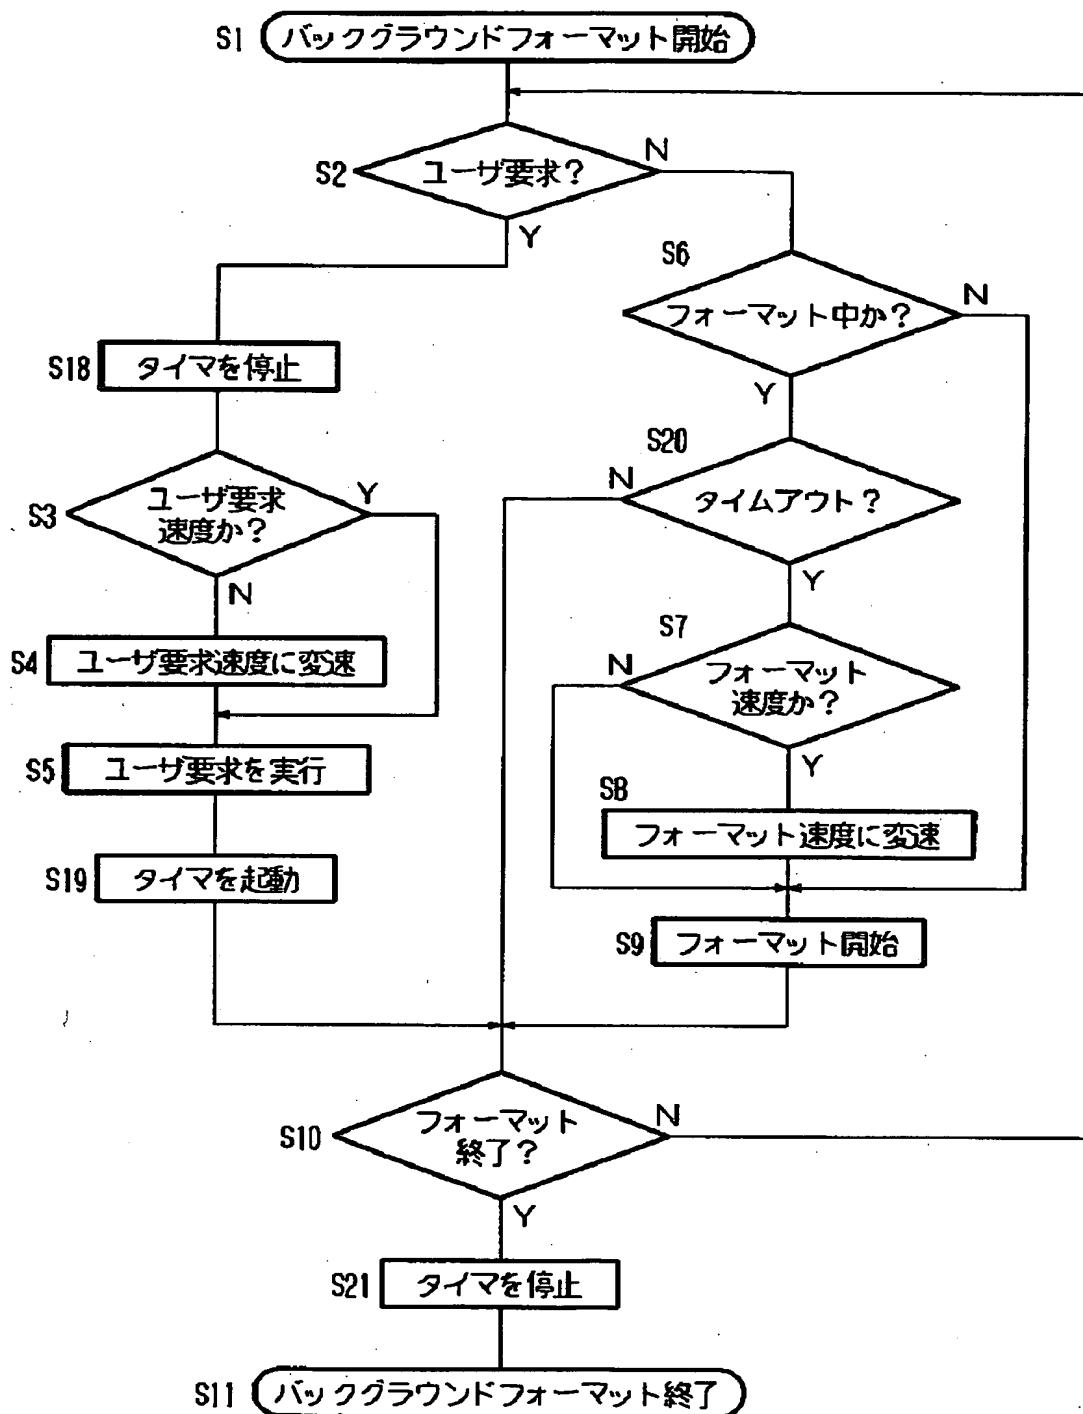 S1 バックグラウンドフォーマット開始
S2 ユーザ要求?
N
Y
S6
フォーマット中か?
N
Y
S18 タイマを停止
S20
タイムアウト?
N
Y
S3 ユーザ要求
速度か?
Y
N
S7
フォーマット
速度か?
N
Y
S4 ユーザ要求速度に変速
S5 ユーザ要求を実行
S8
フォーマット速度に変速
S19 タイマを起動
S9 フォーマット開始
S10 フォーマット
終了?
N
Y
S21 タイマを停止
S11 バックグラウンドフォーマット終了